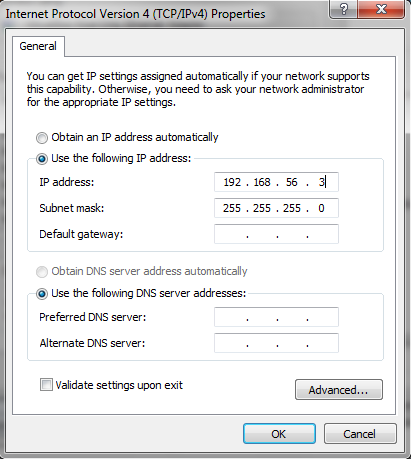 Internet Protocol Version 4 (TCP/IPv4) Properties
General
You can get IP settings assigned automatically if your network supports
this capability. Otherwise, you need to ask your network administrator
for the appropriate IP settings.
Obtain an IP address automatically
Use the following IP address:
IP address: 192 . 168 . 56 . 3
Subnet mask: 255 . 255 . 255 . 0
Default gateway: . . .
Obtain DNS server address automatically
Use the following DNS server addresses:
Preferred DNS server: . . .
Alternate DNS server: . . .
Validate settings upon exit
Advanced...
OK Cancel